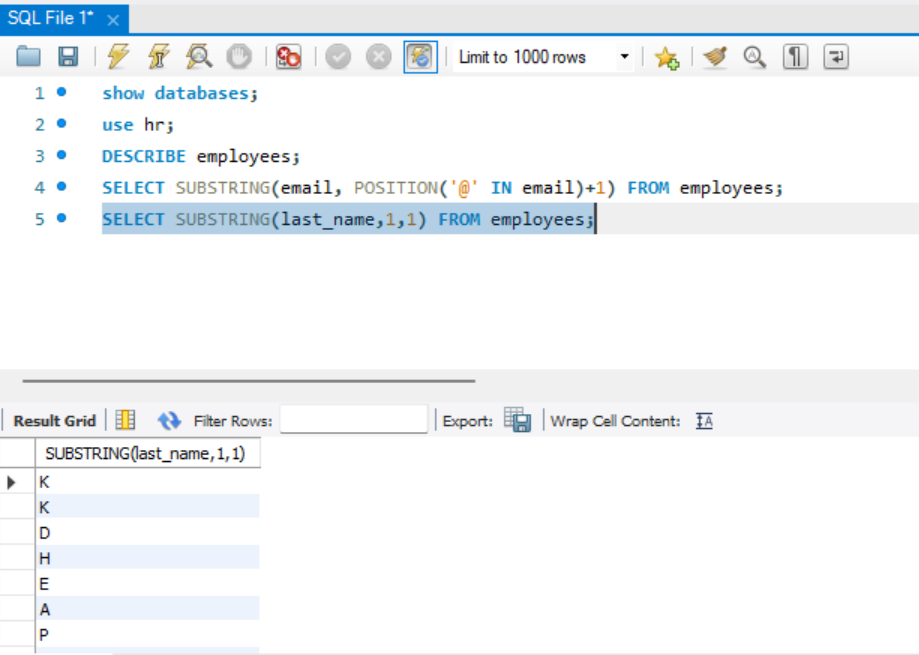 SQL File 1*
Limit to 1000 rows
1 show databases;
2 use hr;
3 DESCRIBE employees;
4 SELECT SUBSTRING(email, POSITION('@' IN email)+1) FROM employees;
5 SELECT SUBSTRING(last_name,1,1) FROM employees;
Result Grid Filter Rows: Export: Wrap Cell Content: IA
SUBSTRING(last_name,1,1)
K
K
D
H
E
A
P